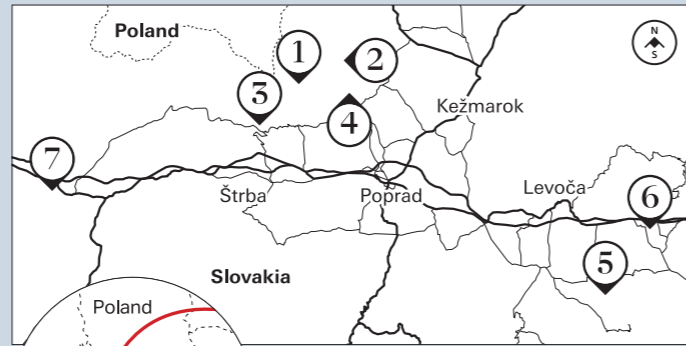 Poland
N
S
1
2
3
4
Kežmarok
7
Štrba
Poprad
Levoča
6
5
Slovakia
Poland